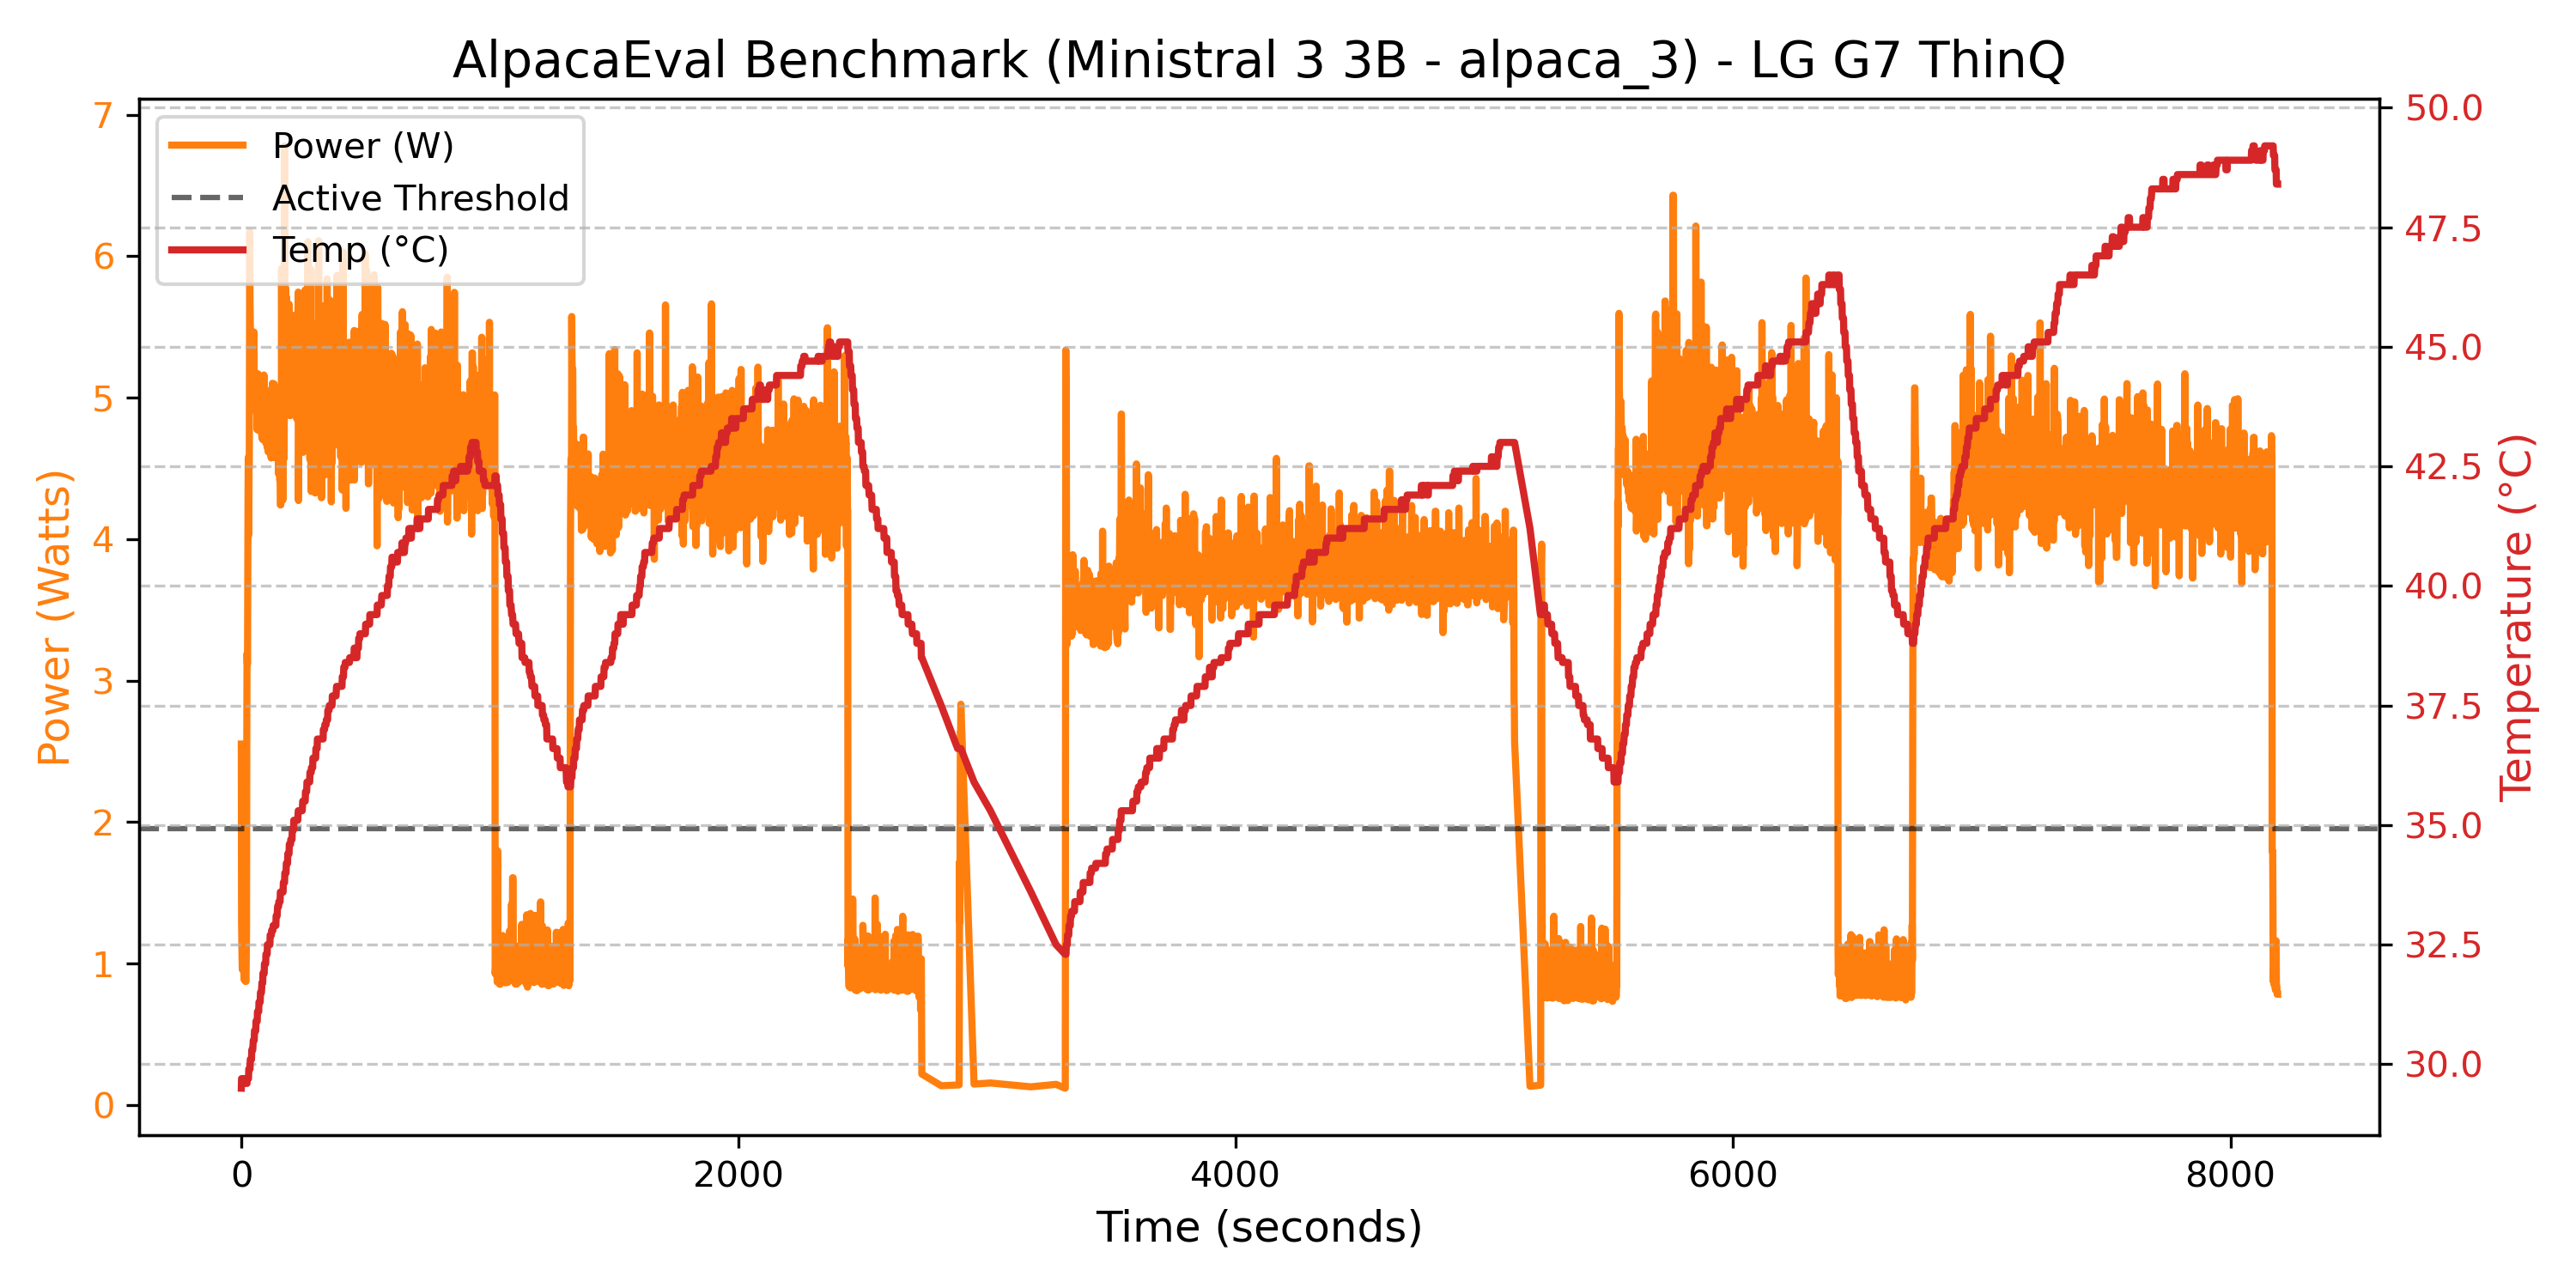 AlpacaEval Benchmark (Ministral 3 3B - alpaca_3) - LG G7 ThinQ
Power (W)
Active Threshold
Temp (°C)
Power (Watts)
7
6
5
4
3
2
1
0
50.0
47.5
45.0
42.5
40.0
37.5
35.0
32.5
30.0
Temperature (°C)
0 2000 4000 6000 8000
Time (seconds)